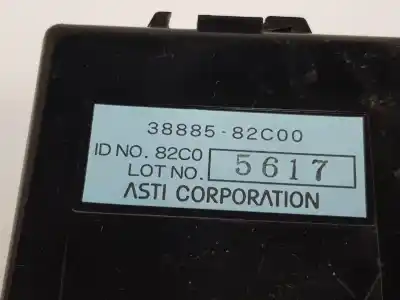 38885-82C00
ID NO. 82C0
LOT NO. 5617
ASTI CORPORATION